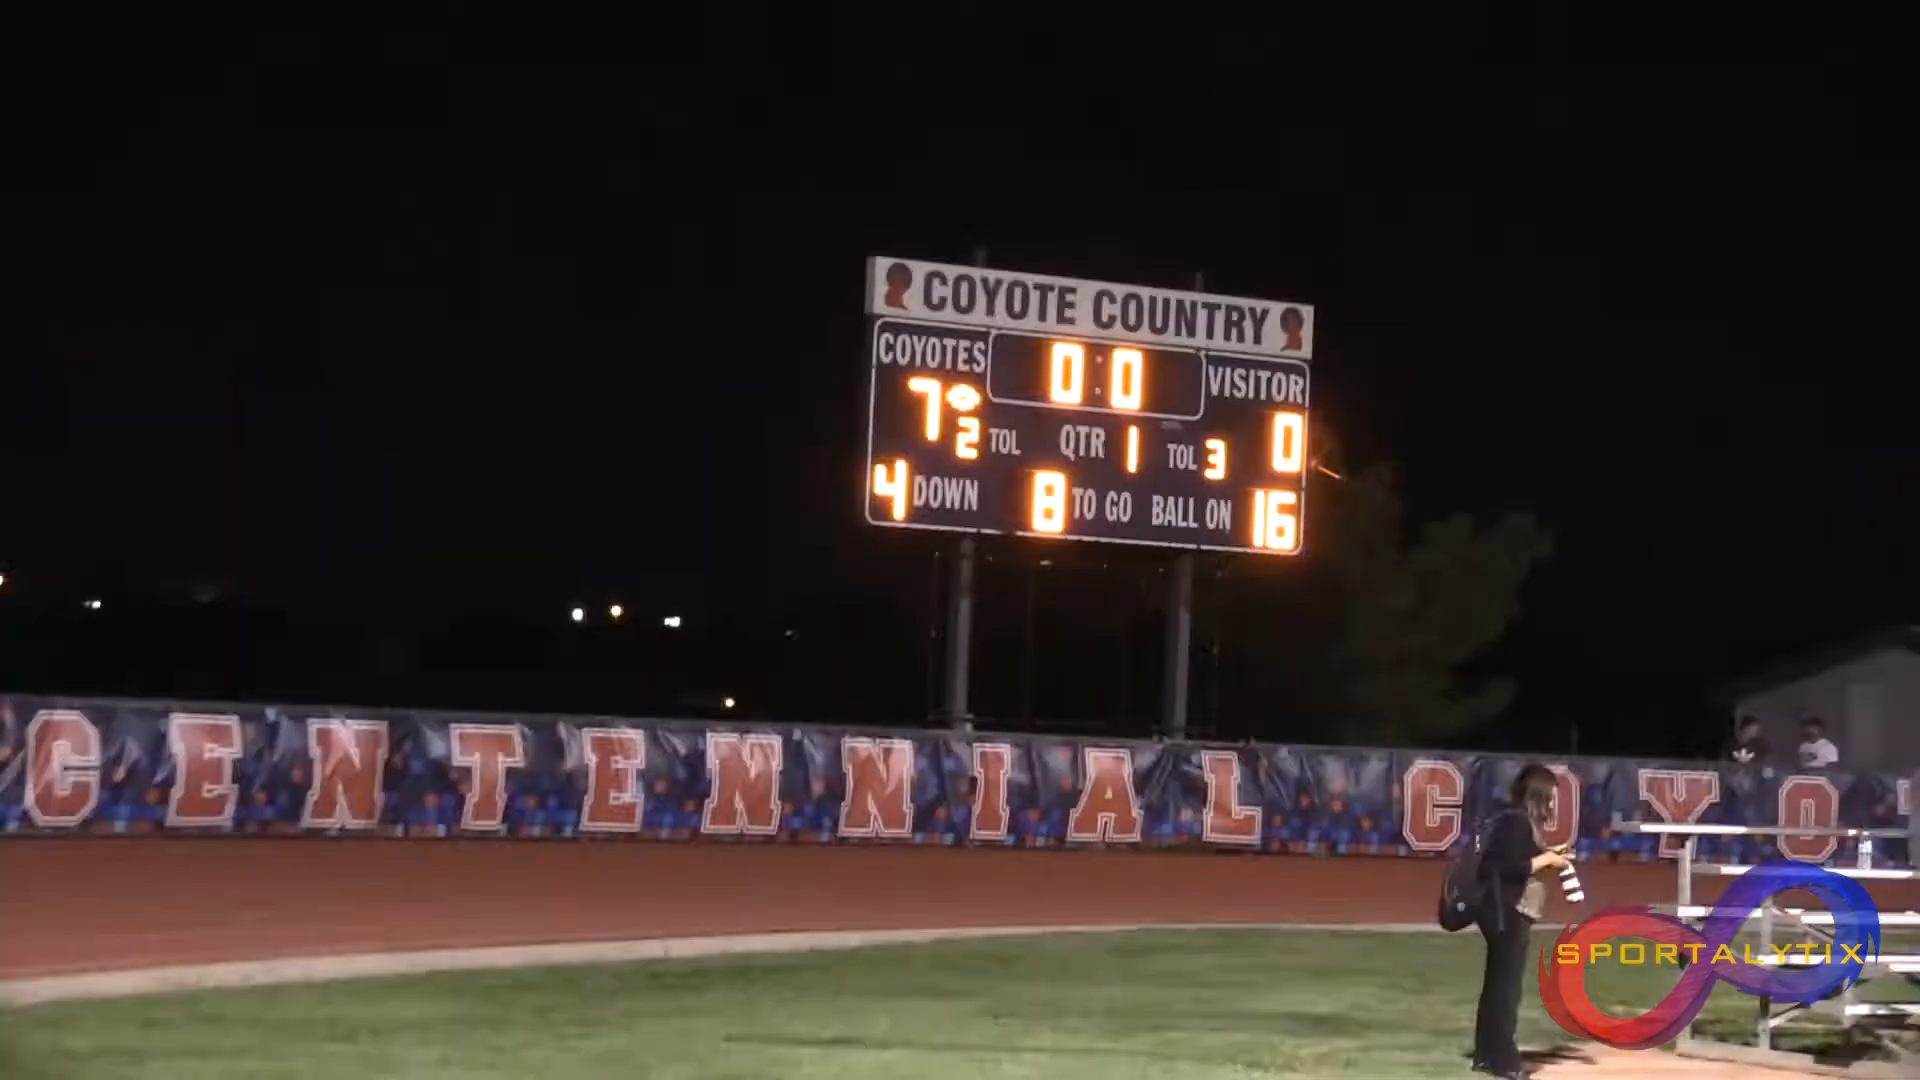 COYOTE COUNTRY
COYOTES 0:0 VISITOR
7 2 TOL QTR 1 TOL 3 0
4 DOWN 8 TO GO BALL ON 16
CENTENNIAL COYO
SPORTALYTIX